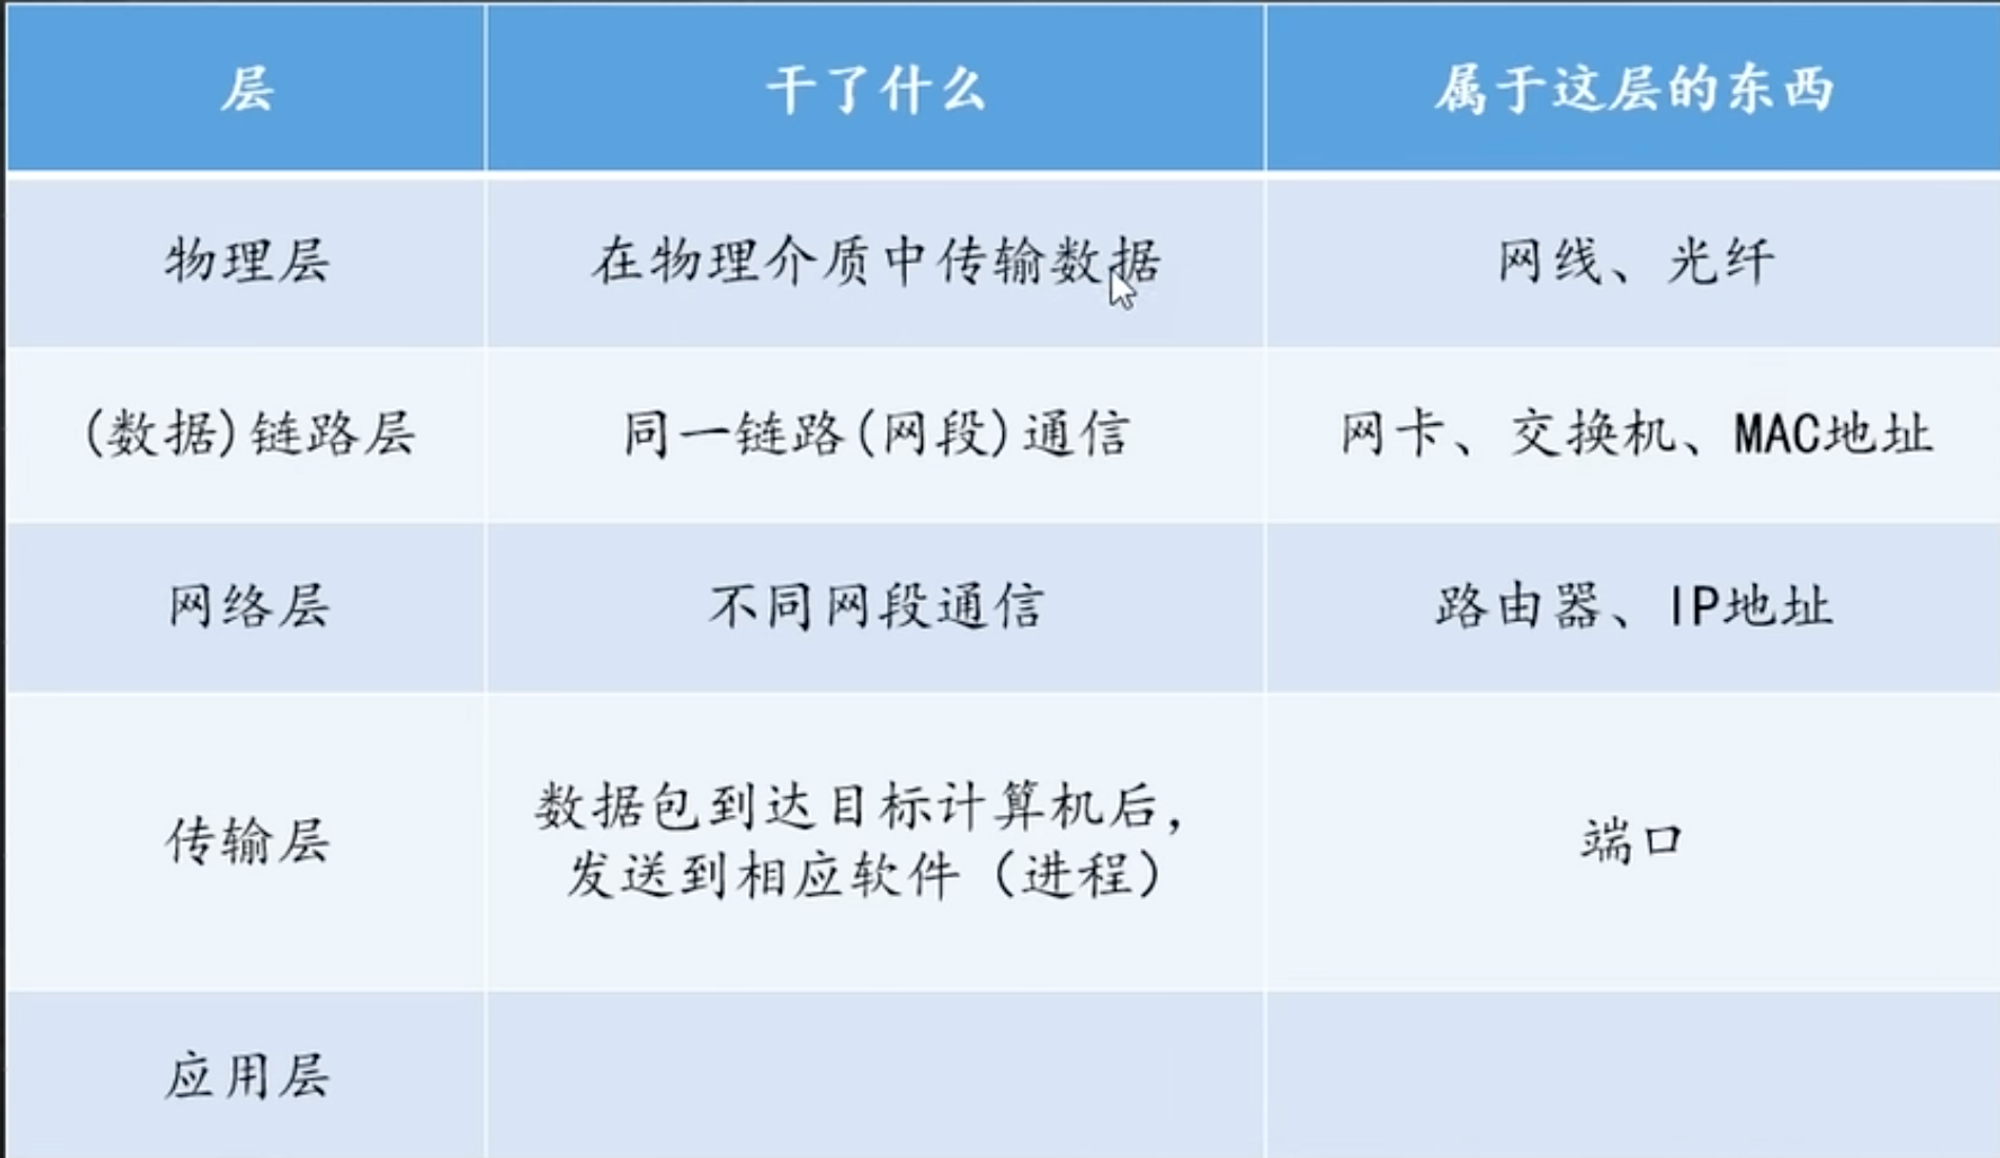 层 干了什么 属于这层的东西
物理层 在物理介质中传输数据 网线、光纤
(数据)链路层 同一链路(网段)通信 网卡、交换机、MAC地址
网络层 不同网段通信 路由器、IP地址
传输层 数据包到达目标计算机后,
发送到相应软件（进程） 端口
应用层